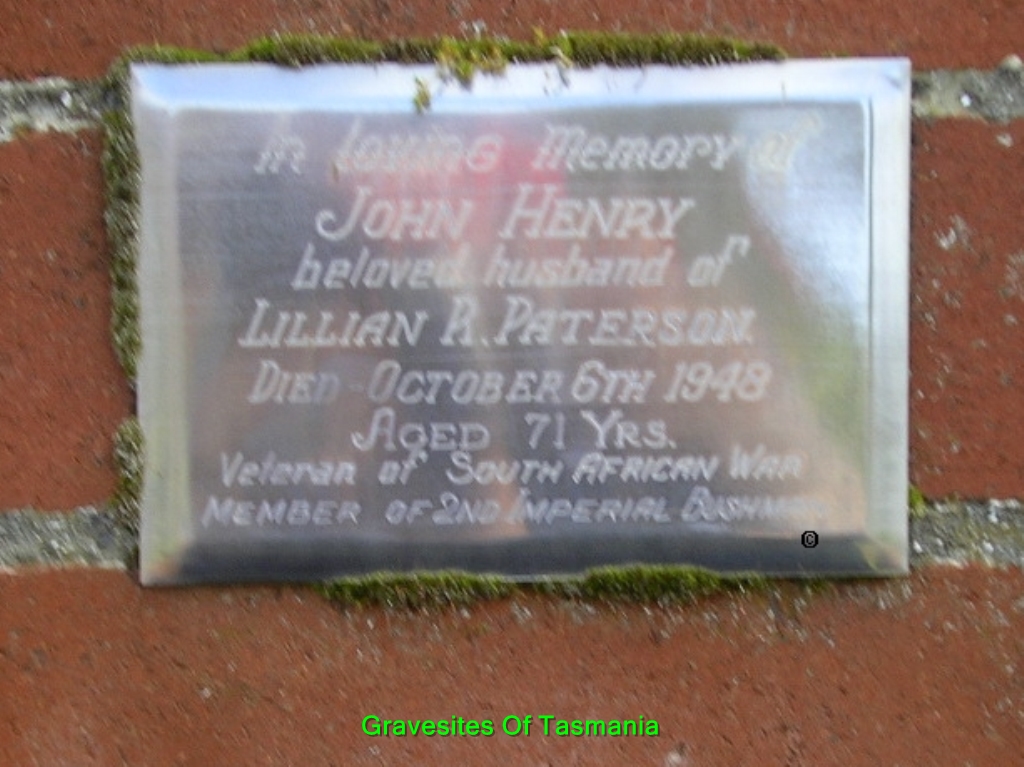 In loving Memory of
JOHN HENRY
beloved husband of
LILLIAN R. PATERSON.
DIED OCTOBER 6TH 1948
AGED 71 YRS.
Veteran of SOUTH AFRICAN WAR
MEMBER OF 2ND IMPERIAL
©
Gravesites Of Tasmania